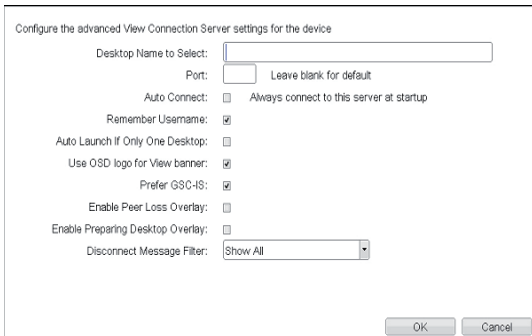 Configure the advanced View Connection Server settings for the device
Desktop Name to Select:
Port: Leave blank for default
Auto Connect: Always connect to this server at startup
Remember Username:
Auto Launch If Only One Desktop:
Use OSD logo for View banner:
Prefer GSC-IS:
Enable Peer Loss Overlay:
Enable Preparing Desktop Overlay:
Disconnect Message Filter: Show All
OK Cancel